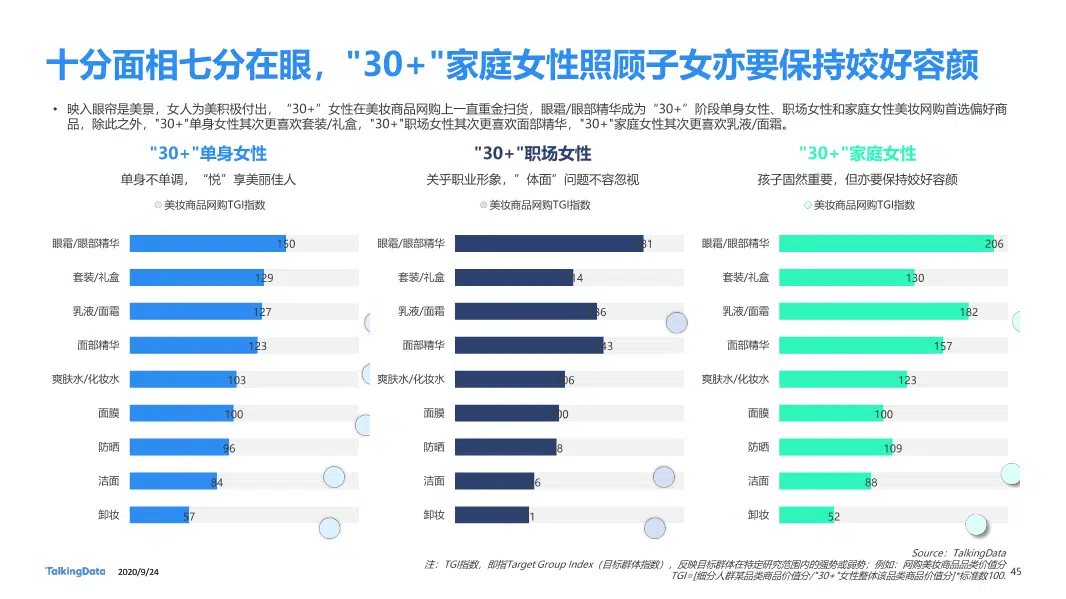 十分面相七分在眼，"30+"家庭女性照顾子女亦要保持姣好容颜
• 映入眼帘是美景，女人为美积极付出，“30+”女性在美妆商品网购上一直重金扫货，眼霜/眼部精华成为“30+”阶段单身女性、职场女性和家庭女性美妆网购首选偏好商
品，除此之外，"30+"单身女性其次更喜欢套装/礼盒，"30+"职场女性其次更喜欢面部精华，"30+"家庭女性其次更喜欢乳液/面霜。
"30+"单身女性
单身不单调，“悦”享美丽佳人
美妆商品网购TGI指数
眼霜/眼部精华 150
套装/礼盒 129
乳液/面霜 127
面部精华 123
爽肤水/化妆水 103
面膜 100
防晒 96
洁面 84
卸妆 57
"30+"职场女性
关乎职业形象，”体面”问题不容忽视
美妆商品网购TGI指数
眼霜/眼部精华
套装/礼盒
乳液/面霜
面部精华
爽肤水/化妆水
面膜
防晒
洁面
卸妆
"30+"家庭女性
孩子固然重要，但亦要保持姣好容颜
美妆商品网购TGI指数
眼霜/眼部精华 206
套装/礼盒 130
乳液/面霜 182
面部精华 157
爽肤水/化妆水 123
面膜 100
防晒 109
洁面 88
卸妆 52
Source：TalkingData
注：TGI指数，即指Target Group Index（目标群体指数），反映目标群体在特定研究范围内的强势或弱势；例如：网购美妆商品品类价值分
TGI=[细分人群某品类商品价值分/"30+"女性整体该品类商品价值分]*标准数100.
TalkingData 2020/9/24
45